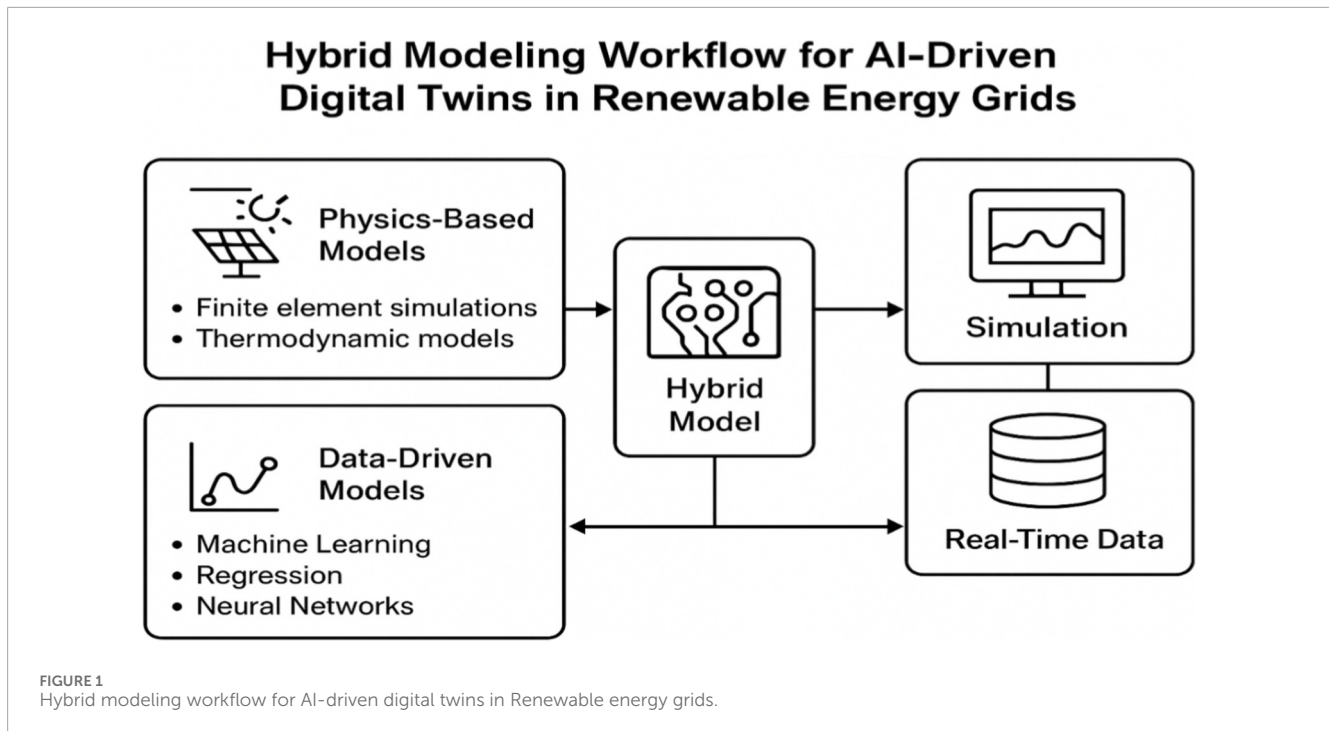 Hybrid Modeling Workflow for AI-Driven
Digital Twins in Renewable Energy Grids
Physics-Based
Models
• Finite element simulations
• Thermodynamic models
Data-Driven
Models
• Machine Learning
• Regression
• Neural Networks
Hybrid
Model
Simulation
Real-Time Data
FIGURE 1
Hybrid modeling workflow for AI-driven digital twins in Renewable energy grids.